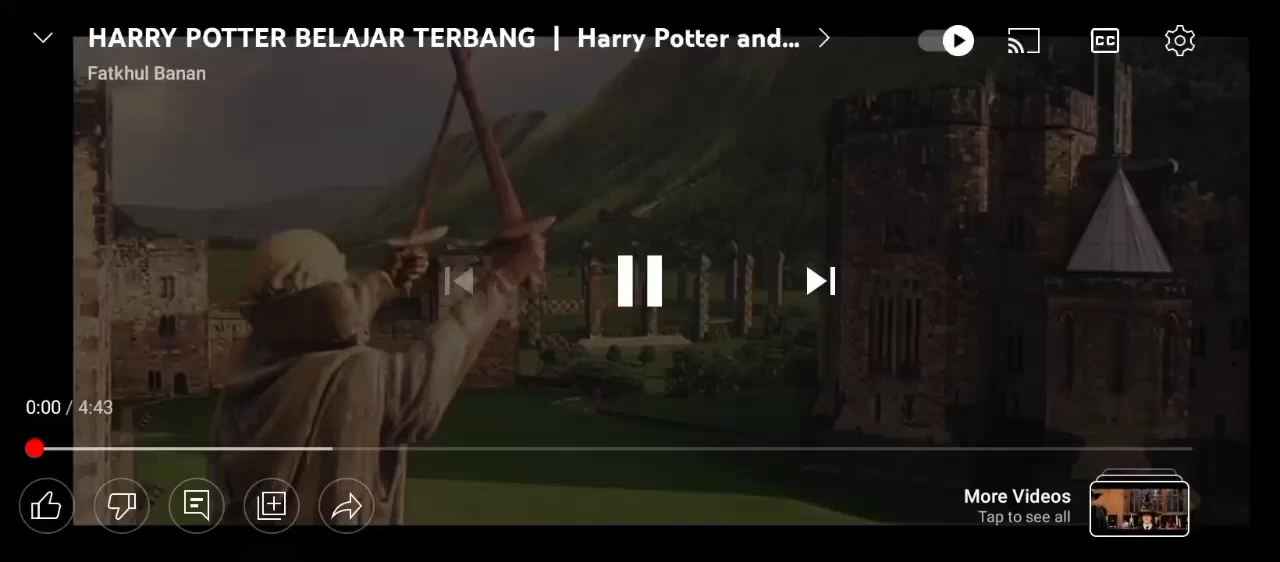 HARRY POTTER BELAJAR TERBANG | Harry Potter and...
Fatkhul Banan
CC
0:00 / 4:43
More Videos
Tap to see all